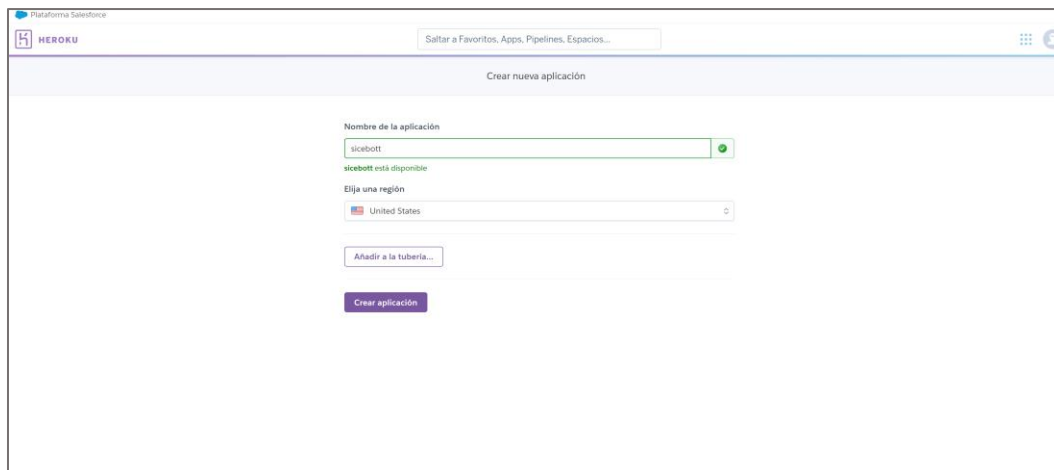 Plataforma Salesforce
HEROKU
Saltar a Favoritos, Apps, Pipelines, Espacios...
Crear nueva aplicación
Nombre de la aplicación
sicebott
sicebott está disponible
Elija una región
United States
Añadir a la tubería...
Crear aplicación